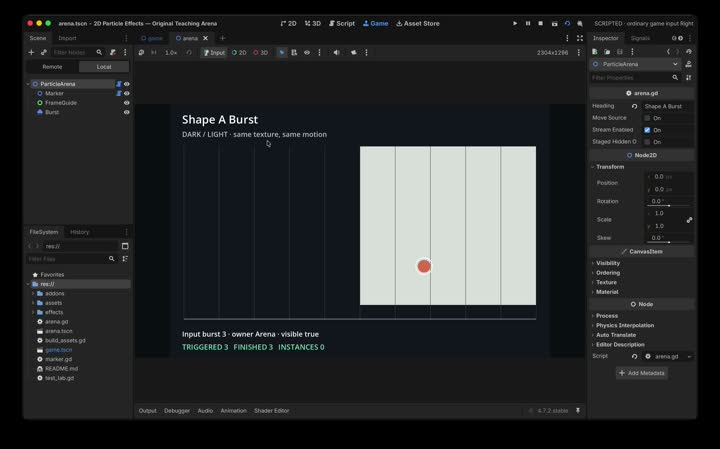 arena.tscn - 2D Particle Effects — Original Teaching Arena
2D 3D Script Game Asset Store
SCRIPTED · ordinary game input Right
Scene Import
Filter Nodes
Remote Local
ParticleArena
Marker
FrameGuide
Burst
FileSystem History
res://
Filter Files
Favorites
res://
addons
assets
effects
arena.gd
arena.tscn
build_assets.gd
game.tscn
marker.gd
README.md
test_lab.gd
game arena
1.0× Input 2D 3D
2304x1296
Shape A Burst
DARK / LIGHT · same texture, same motion
Input burst 3 · owner Arena · visible true
TRIGGERED 3 FINISHED 3 INSTANCES 0
Output Debugger Audio Animation Shader Editor
4.7.2.stable
Inspector Signals
ParticleArena
Filter Properties
arena.gd
Heading Shape A Burst
Move Source On
Stream Enabled On
Staged Hidden O On
Node2D
Transform
Position x 0.0 px
y 0.0 px
Rotation 0.0 °
Scale x 1.0
y 1.0
Skew 0.0 °
CanvasItem
Visibility
Ordering
Texture
Material
Node
Process
Physics Interpolation
Auto Translate
Editor Description
Script arena.gd
Add Metadata